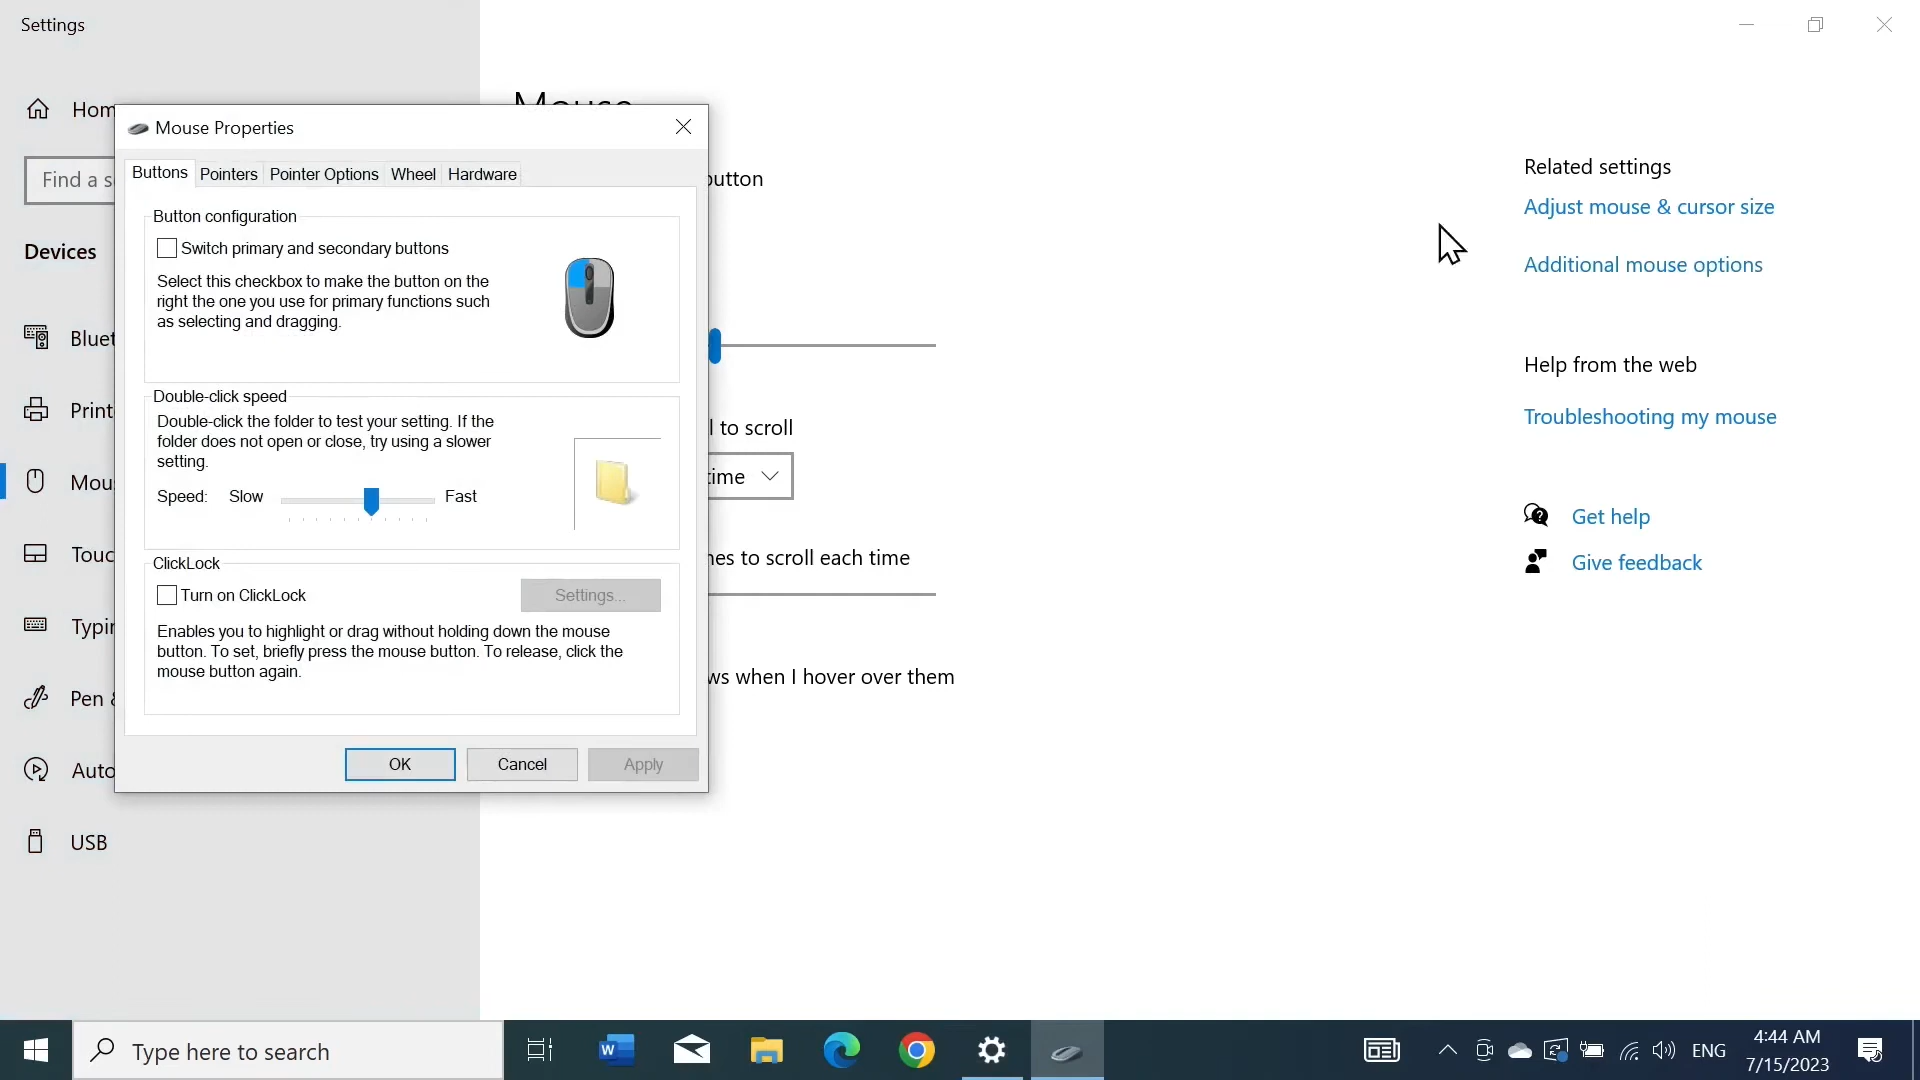 Settings
Hom
Find a s
Devices
Bluet
Print
Mou
Touc
Typin
Pen &
Auto
USB
Mouse
Mouse Properties
Buttons
Pointers
Pointer Options
Wheel
Hardware
Button configuration
Switch primary and secondary buttons
Select this checkbox to make the button on the
right the one you use for primary functions such
as selecting and dragging.
Double-click speed
Double-click the folder to test your setting. If the
folder does not open or close, try using a slower
setting.
Speed: Slow Fast
ClickLock
Turn on ClickLock
Settings...
Enables you to highlight or drag without holding down the mouse
button. To set, briefly press the mouse button. To release, click the
mouse button again.
OK
Cancel
Apply
button
l to scroll
time
nes to scroll each time
ws when I hover over them
Related settings
Adjust mouse & cursor size
Additional mouse options
Help from the web
Troubleshooting my mouse
Get help
Give feedback
Type here to search
W
ENG
4:44 AM
7/15/2023